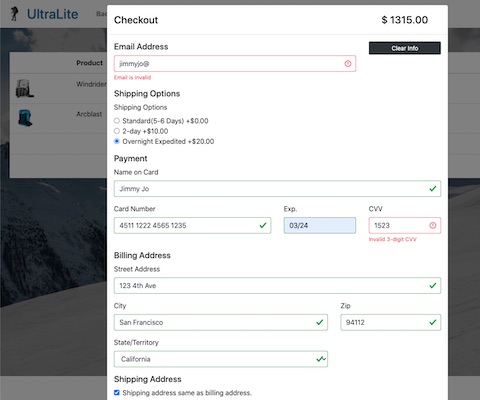 UltraLite
Checkout
$ 1315.00
Product
Windrider
Arcblast
Email Address
Clear Info
jimmyjo@
Email is Invalid
Shipping Options
Shipping Options
Standard(5-6 Days) +$0.00
2-day +$10.00
Overnight Expedited +$20.00
Payment
Name on Card
Jimmy Jo
Card Number
Exp.
CVV
4511 1222 4565 1235
03/24
1523
Invalid 3-digit CVV
Billing Address
Street Address
123 4th Ave
City
Zip
San Francisco
94112
State/Territory
California
Shipping Address
Shipping address same as billing address.